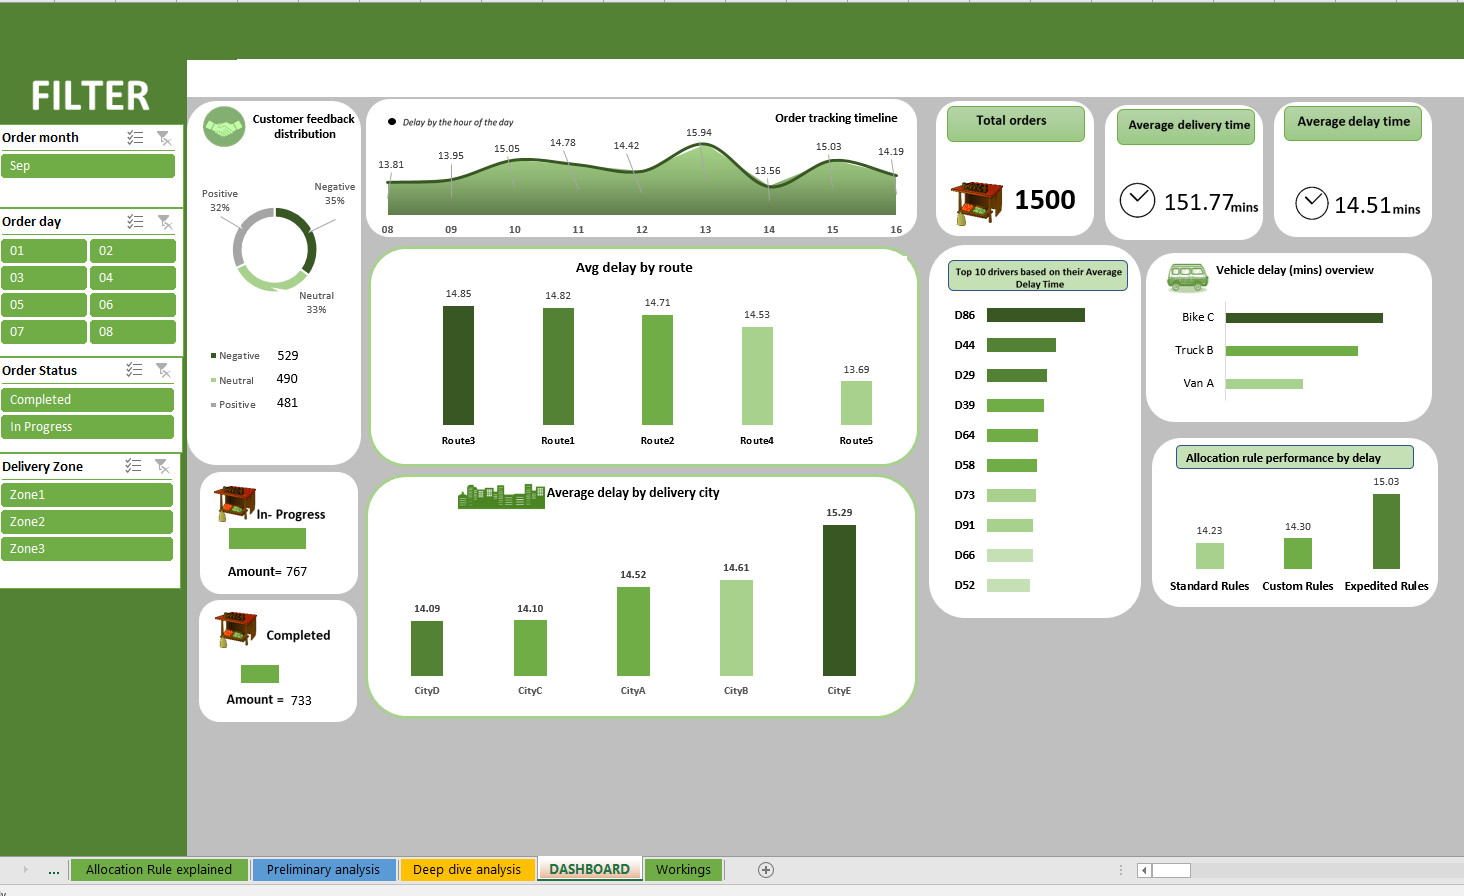 FILTER
Order month
Sep
Order day
01
02
03
04
05
06
07
08
Order Status
Completed
In Progress
Delivery Zone
Zone1
Zone2
Zone3
Customer feedback
distribution
Positive
32%
Negative
35%
Neutral
33%
Negative 529
Neutral 490
Positive 481
In- Progress
Amount= 767
Completed
Amount = 733
Delay by the hour of the day
Order tracking timeline
13.81
13.95
15.05
14.78
14.42
15.94
13.56
15.03
14.19
08 09 10 11 12 13 14 15 16
Avg delay by route
14.85
14.82
14.71
14.53
13.69
Route3 Route1 Route2 Route4 Route5
Average delay by delivery city
14.09
14.10
14.52
14.61
15.29
CityD CityC CityA CityB CityE
Total orders
1500
Average delivery time
151.77mins
Average delay time
14.51mins
Top 10 drivers based on their Average
Delay Time
D86
D44
D29
D39
D64
D58
D73
D91
D66
D52
Vehicle delay (mins) overview
Bike C
Truck B
Van A
Allocation rule performance by delay
14.23
14.30
15.03
Standard Rules Custom Rules Expedited Rules
... Allocation Rule explained Preliminary analysis Deep dive analysis DASHBOARD Workings